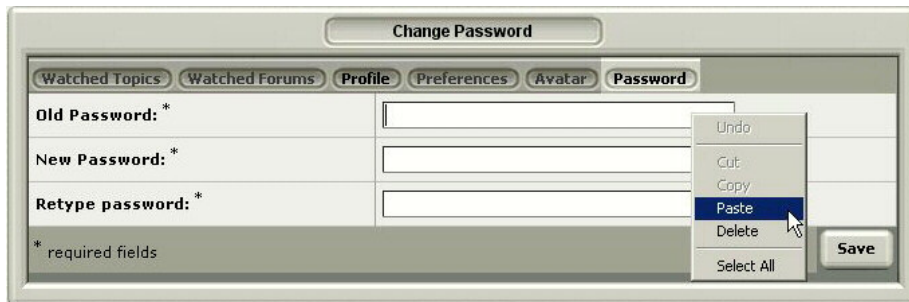 Change Password
Watched Topics Watched Forums Profile Preferences Avatar Password
Old Password: *
New Password: *
Retype password: *
* required fields
Save
Undo
Cut
Copy
Paste
Delete
Select All